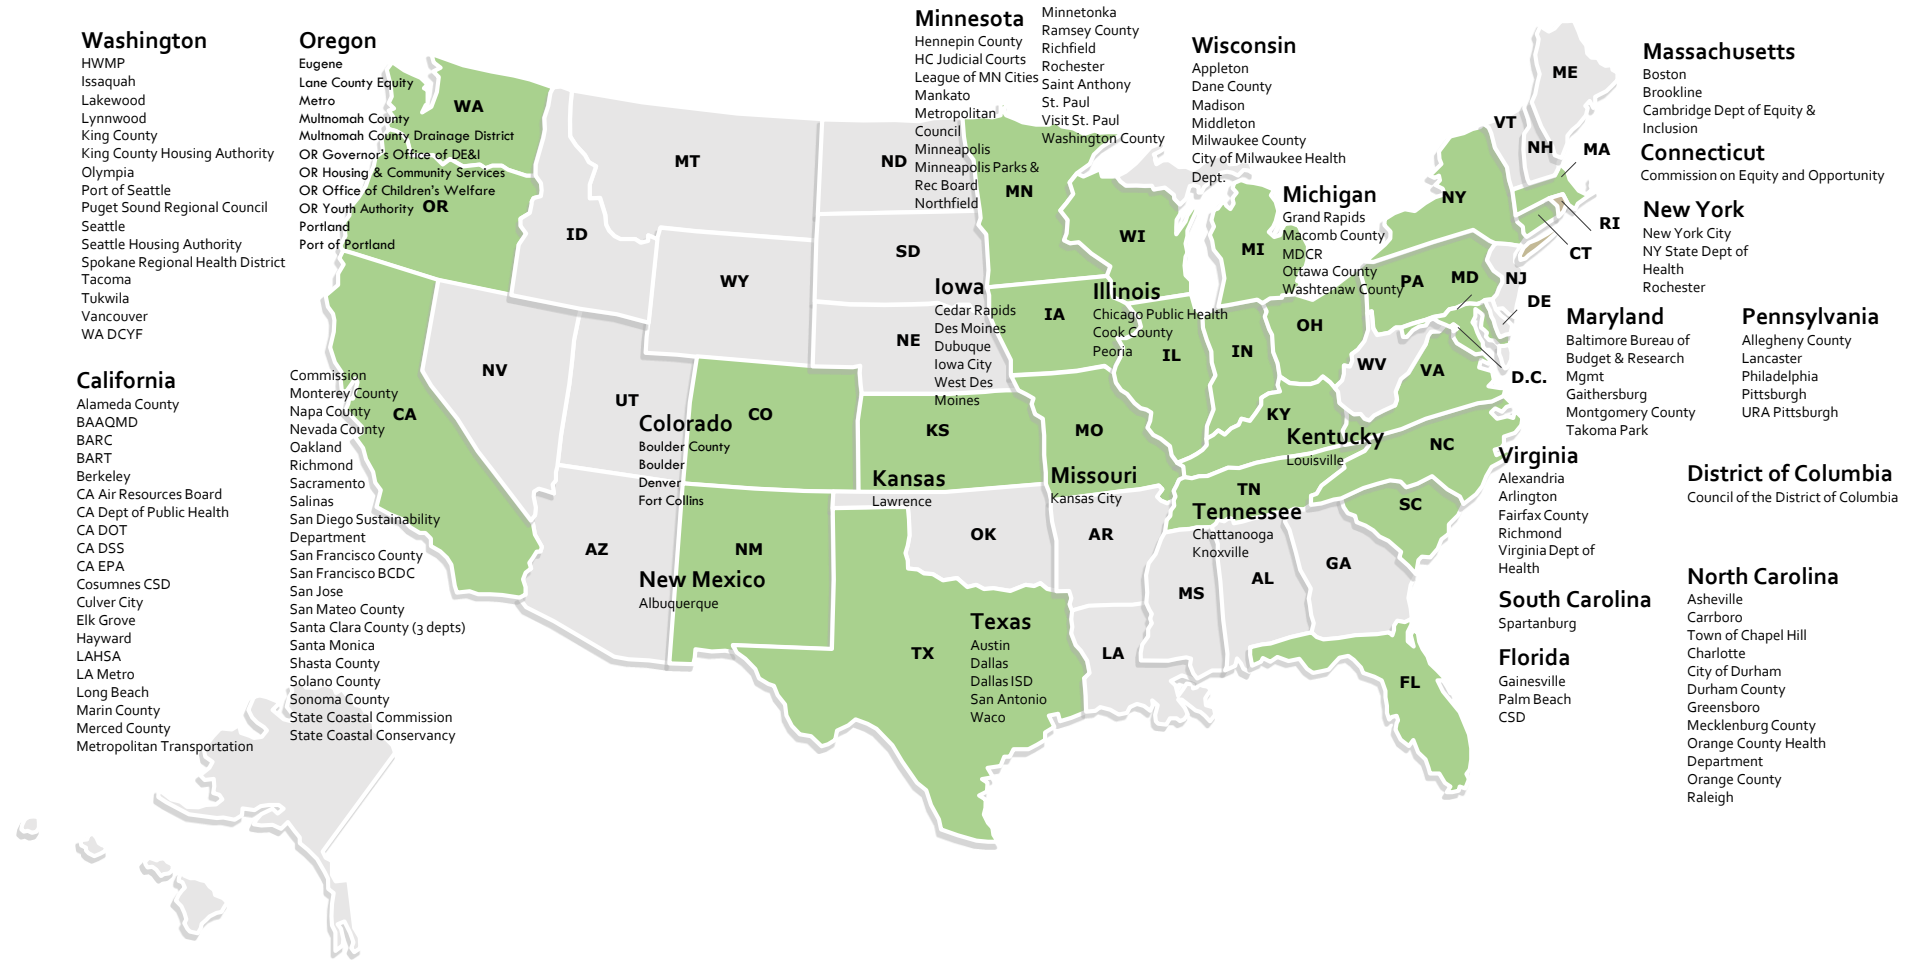 Washington
HWMP
Issaquah
Lakewood
Lynnwood
King County
King County Housing Authority
Olympia
Port of Seattle
Puget Sound Regional Council
Seattle
Seattle Housing Authority
Spokane Regional Health District
Tacoma
Tukwila
Vancouver
WA DCYF
Oregon
Eugene
Lane County Equity
Metro
Multnomah County
Multnomah County Drainage District
OR Governor's Office of DE&I
OR Housing & Community Services
OR Office of Children's Welfare
OR Youth Authority
Portland
Port of Portland
California
Alameda County
BAAQMD
BARC
BART
Berkeley
CA Air Resources Board
CA Dept of Public Health
CA DOT
CA DSS
CA EPA
Cosumnes CSD
Culver City
Elk Grove
Hayward
LAHSA
LA Metro
Long Beach
Marin County
Merced County
Metropolitan Transportation
Commission
Monterey County
Napa County
Nevada County
Oakland
Richmond
Sacramento
Salinas
San Diego Sustainability
Department
San Francisco County
San Francisco BCDC
San Jose
San Mateo County
Santa Clara County (3 depts)
Santa Monica
Shasta County
Solano County
Sonoma County
State Coastal Commission
State Coastal Conservancy
Colorado
Boulder County
Boulder
Denver
Fort Collins
New Mexico
Albuquerque
Minnesota
Hennepin County
HC Judicial Courts
League of MN Cities
Mankato
Metropolitan
Council
Minneapolis
Minneapolis Parks &
Rec Board
Northfield
Minnetonka
Ramsey County
Richfield
Rochester
Saint Anthony
St. Paul
Visit St. Paul
Washington County
Iowa
Cedar Rapids
Des Moines
Dubuque
Iowa City
West Des
Moines
Kansas
Lawrence
Missouri
Kansas City
Texas
Austin
Dallas
Dallas ISD
San Antonio
Waco
Wisconsin
Appleton
Dane County
Madison
Middleton
Milwaukee County
City of Milwaukee Health
Dept.
Illinois
Chicago Public Health
Cook County
Peoria
Michigan
Grand Rapids
Macomb County
MDCR
Ottawa County
Washtenaw County
Kentucky
Louisville
Tennessee
Chattanooga
Knoxville
Massachusetts
Boston
Brookline
Cambridge Dept of Equity &
Inclusion
Connecticut
Commission on Equity and Opportunity
New York
New York City
NY State Dept of
Health
Rochester
Maryland
Baltimore Bureau of
Budget & Research
Mgmt
Gaithersburg
Montgomery County
Takoma Park
Pennsylvania
Allegheny County
Lancaster
Philadelphia
Pittsburgh
URA Pittsburgh
Virginia
Alexandria
Arlington
Fairfax County
Richmond
Virginia Dept of
Health
District of Columbia
Council of the District of Columbia
South Carolina
Spartanburg
Florida
Gainesville
Palm Beach
CSD
North Carolina
Asheville
Carrboro
Town of Chapel Hill
Charlotte
City of Durham
Durham County
Greensboro
Mecklenburg County
Orange County Health
Department
Orange County
Raleigh
WA
OR
CA
ID
NV
MT
WY
UT
AZ
CO
NM
ND
SD
NE
KS
OK
TX
MN
IA
MO
AR
LA
WI
IL
MI
IN
OH
KY
TN
MS
AL
GA
FL
SC
NC
VA
WV
PA
MD
NJ
DE
D.C.
NY
VT
NH
ME
MA
RI
CT